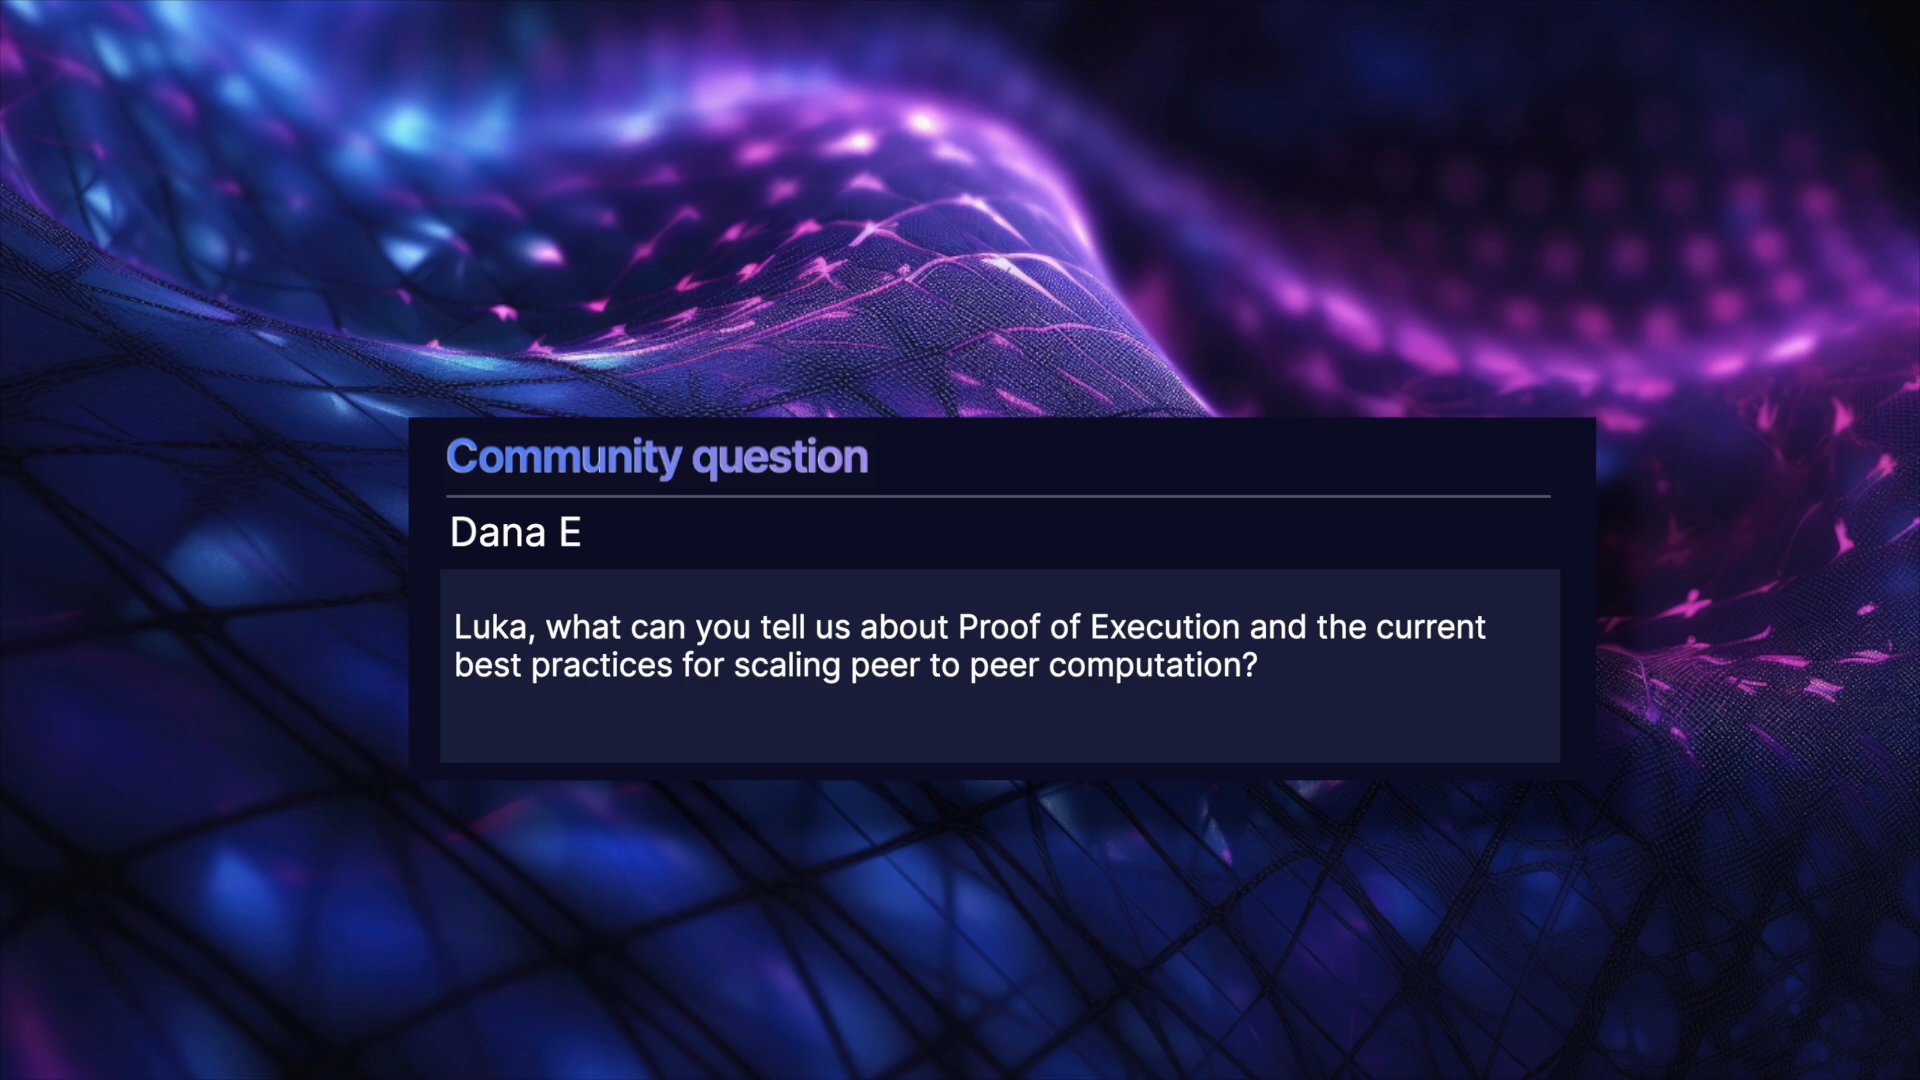 Community question
Dana E
Luka, what can you tell us about Proof of Execution and the current
best practices for scaling peer to peer computation?